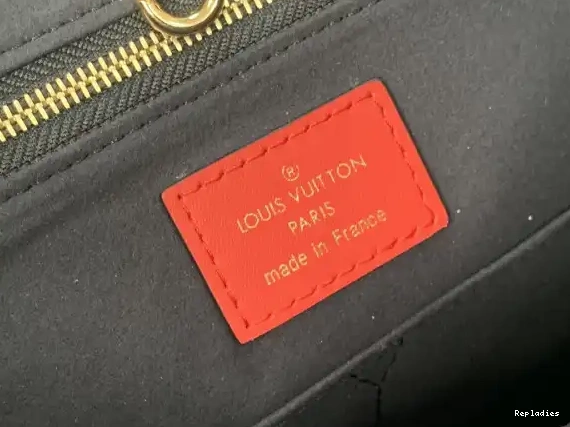 ®
LOUIS VUITTON
PARIS
made in France
Repladies